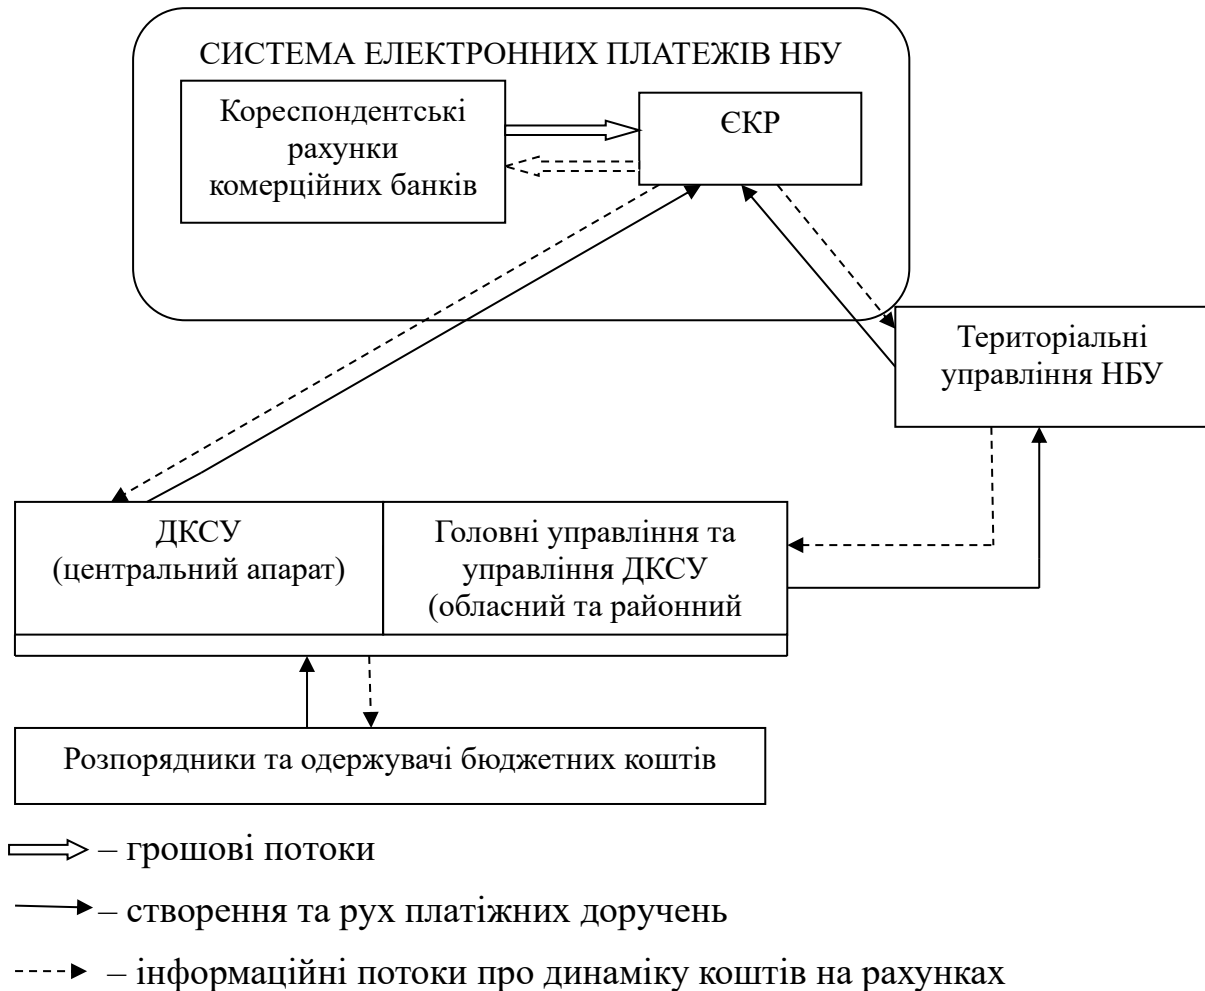 СИСТЕМА ЕЛЕКТРОННИХ ПЛАТЕЖІВ НБУ
Кореспондентські
рахунки
комерційних банків
ЄКР
Територіальні
управління НБУ
ДКСУ
(центральний апарат)
Головні управління та
управління ДКСУ
(обласний та районний
Розпорядники та одержувачі бюджетних коштів
– грошові потоки
– створення та рух платіжних доручень
– інформаційні потоки про динаміку коштів на рахунках